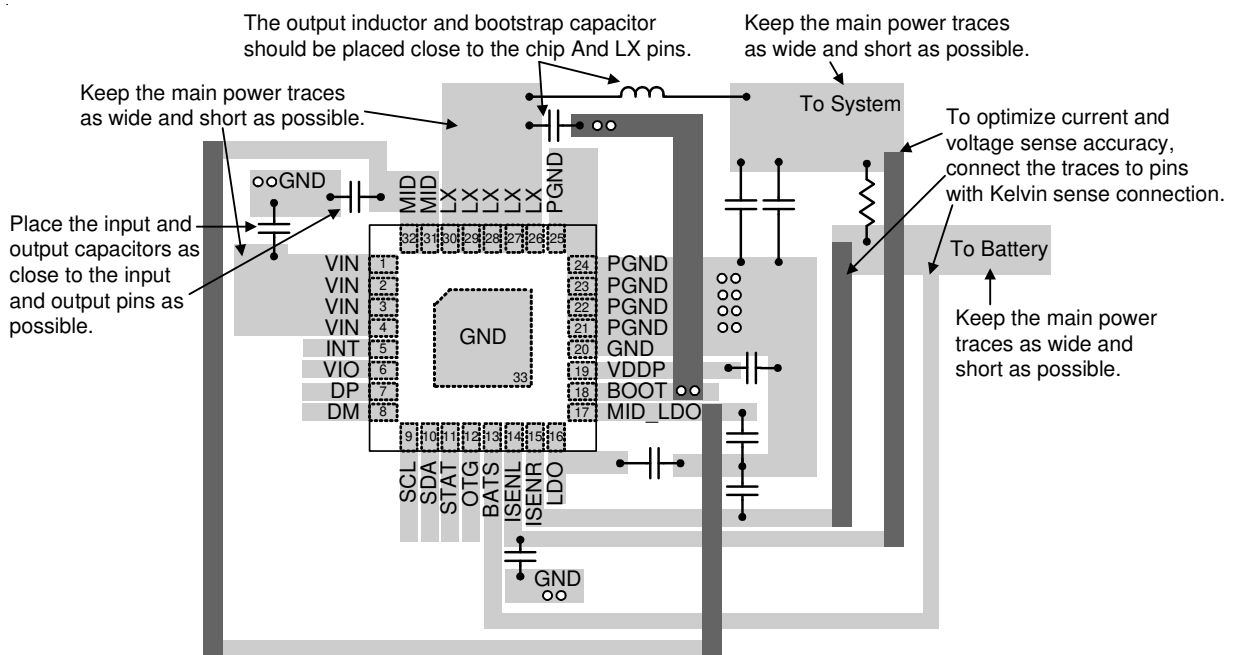 The output inductor and bootstrap capacitor
should be placed close to the chip And LX pins.
Keep the main power traces
as wide and short as possible.
Keep the main power traces
as wide and short as possible.
To System
To optimize current and
voltage sense accuracy,
connect the traces to pins
with Kelvin sense connection.
GND
MID
MID
LX
LX
LX
LX
LX
PGND
Place the input and
output capacitors as
close to the input
and output pins as
possible.
32
31
30
29
28
27
26
25
To Battery
VIN
1
24
PGND
VIN
2
23
PGND
VIN
3
22
PGND
VIN
4
21
PGND
INT
5
20
GND
VIO
6
19
VDDP
DP
7
18
BOOT
DM
8
17
MID_LDO
GND
33
Keep the main power
traces as wide and
short as possible.
9
10
11
12
13
14
15
16
SCL
SDA
STAT
OTG
BATS
ISENL
ISENR
LDO
GND